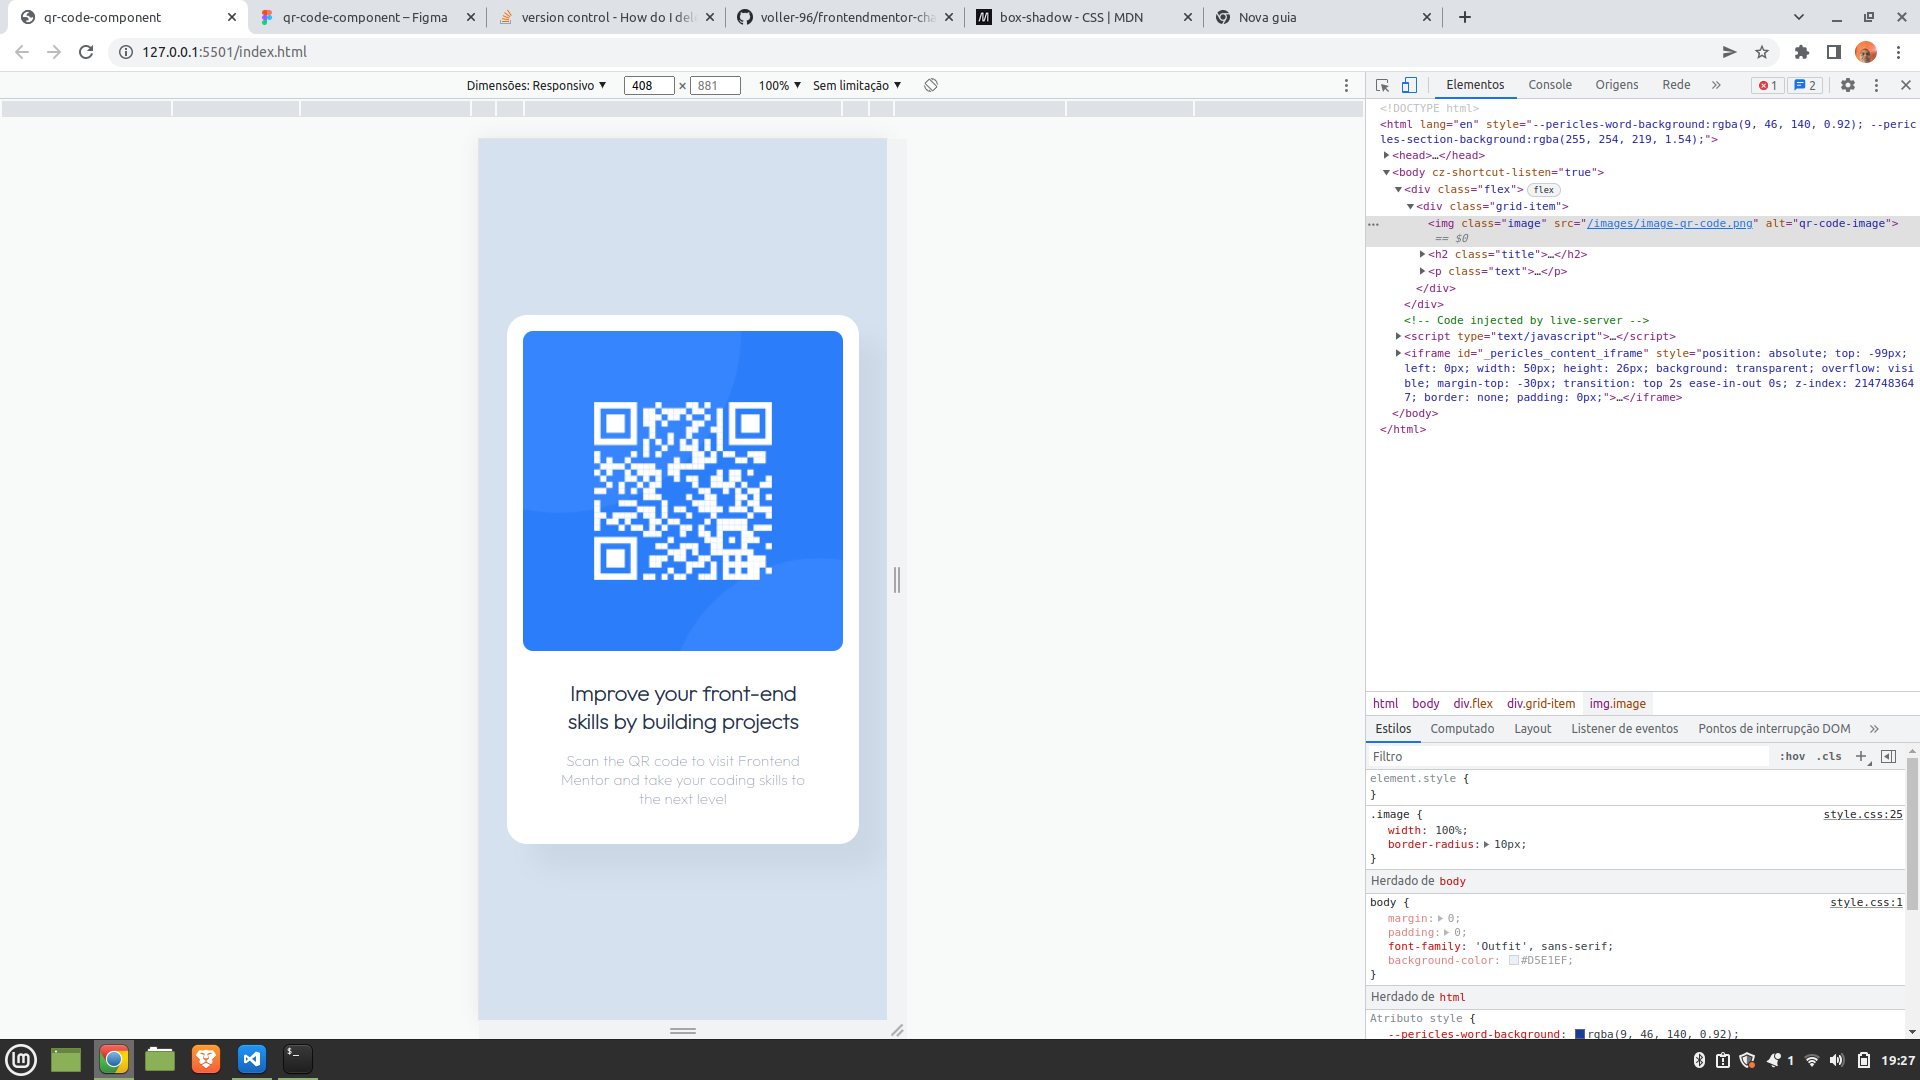 qr-code-component
qr-code-component – Figma
version control - How do I del
voller-96/frontendmentor-cha
box-shadow - CSS | MDN
Nova guia
127.0.0.1:5501/index.html
Dimensões: Responsivo ▼ 408 × 881 100% ▼ Sem limitação ▼
Elementos Console Origens Rede » 1 2
<!DOCTYPE html>
<html lang="en" style="--pericles-word-background:rgba(9, 46, 140, 0.92); --peric
les-section-background:rgba(255, 254, 219, 1.54);">
<head>…</head>
<body cz-shortcut-listen="true">
<div class="flex"> flex
<div class="grid-item">
<img class="image" src="/images/image-qr-code.png" alt="qr-code-image">
== $0
<h2 class="title">…</h2>
<p class="text">…</p>
</div>
</div>
<!-- Code injected by live-server -->
<script type="text/javascript">…</script>
<iframe id="_pericles_content_iframe" style="position: absolute; top: -99px;
left: 0px; width: 50px; height: 26px; background: transparent; overflow: visi
ble; margin-top: -30px; transition: top 2s ease-in-out 0s; z-index: 214748364
7; border: none; padding: 0px;">…</iframe>
</body>
</html>
Improve your front-end
skills by building projects
Scan the QR code to visit Frontend
Mentor and take your coding skills to
the next level
html body div.flex div.grid-item img.image
Estilos Computado Layout Listener de eventos Pontos de interrupção DOM »
Filtro :hov .cls +
element.style {
}
.image { style.css:25
width: 100%;
border-radius: 10px;
}
Herdado de body
body { style.css:1
margin: 0;
padding: 0;
font-family: 'Outfit', sans-serif;
background-color: #D5E1EF;
}
Herdado de html
Atributo style {
--pericles-word-background: rgba(9, 46, 140, 0.92);
1 19:27